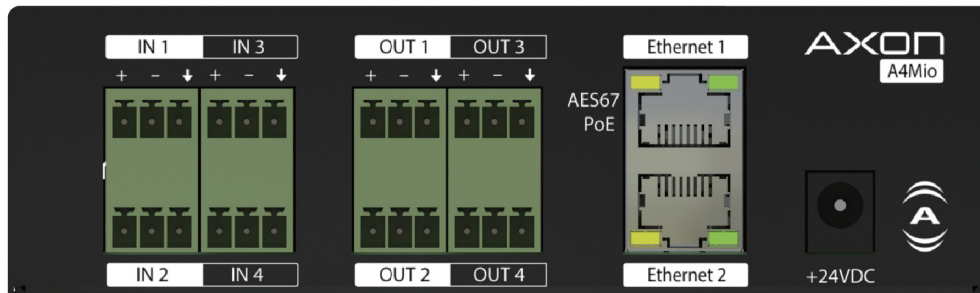 IN 1 IN 3 OUT 1 OUT 3 Ethernet 1 AXON
A4Mio
+ - + - + - + -
AES67
PoE
A
IN 2 IN 4 OUT 2 OUT 4 Ethernet 2 +24VDC